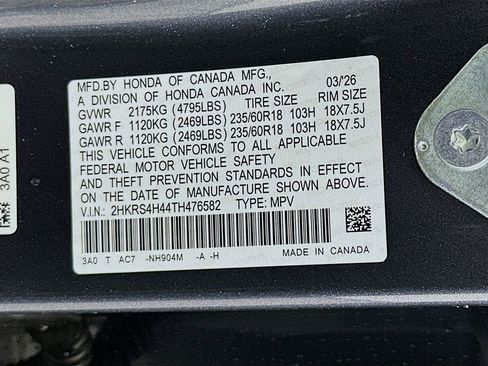 MFD.BY HONDA OF CANADA MFG.,
A DIVISION OF HONDA CANADA INC. 03/'26
GVWR 2175KG (4795LBS) TIRE SIZE RIM SIZE
GAWR F 1120KG (2469LBS) 235/60R18 103H 18X7.5J
GAWR R 1120KG (2469LBS) 235/60R18 103H 18X7.5J
THIS VEHICLE CONFORMS TO ALL APPLICABLE
FEDERAL MOTOR VEHICLE SAFETY
AND THEFT PREVENTION STANDARDS IN EFFECT
ON THE DATE OF MANUFACTURE SHOWN ABOVE.
V.I.N.: 2HKRS4H44TH476582 TYPE: MPV
3A0 T AC7 -NH904M -A -H MADE IN CANADA
3A0 A1